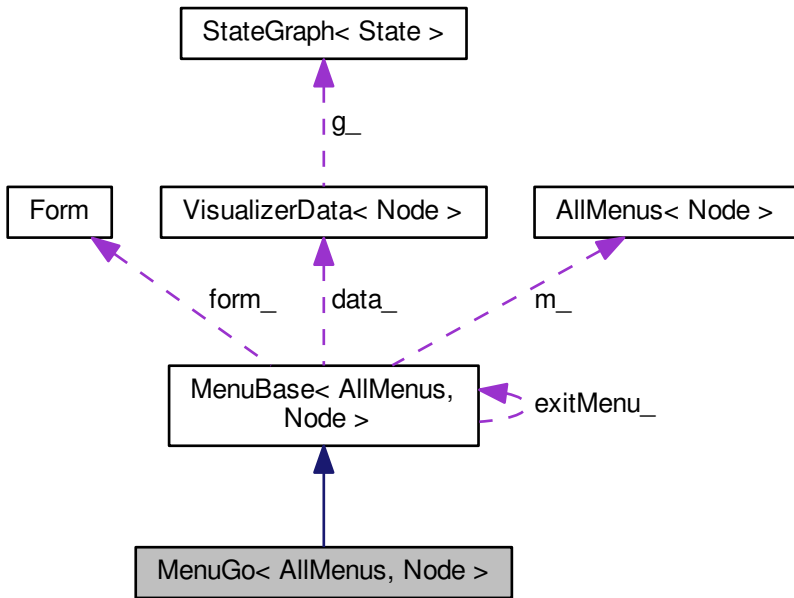 StateGraph< State >
g_
Form
VisualizerData< Node >
AllMenus< Node >
form_
data_
m_
MenuBase< AllMenus,
Node >
exitMenu_
MenuGo< AllMenus, Node >